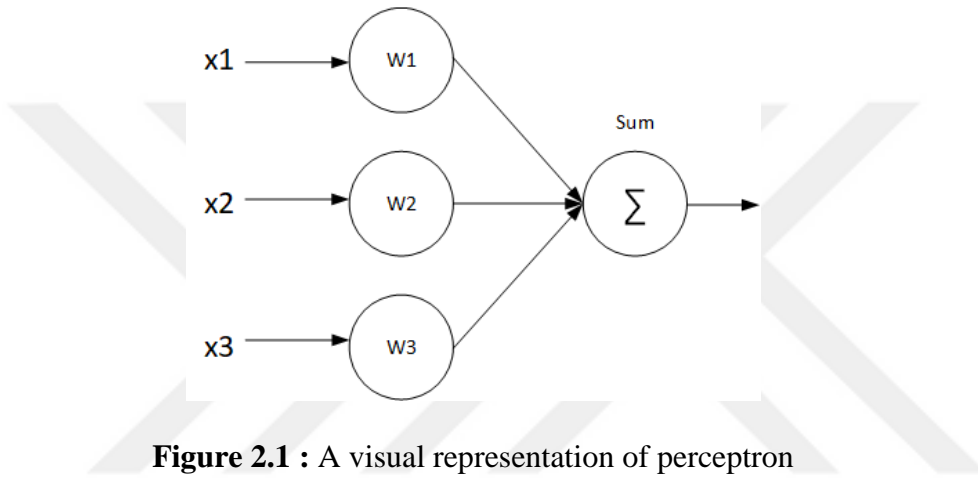 x1
W1
Sum
x2
W2
∑
x3
W3
Figure 2.1 : A visual representation of perceptron